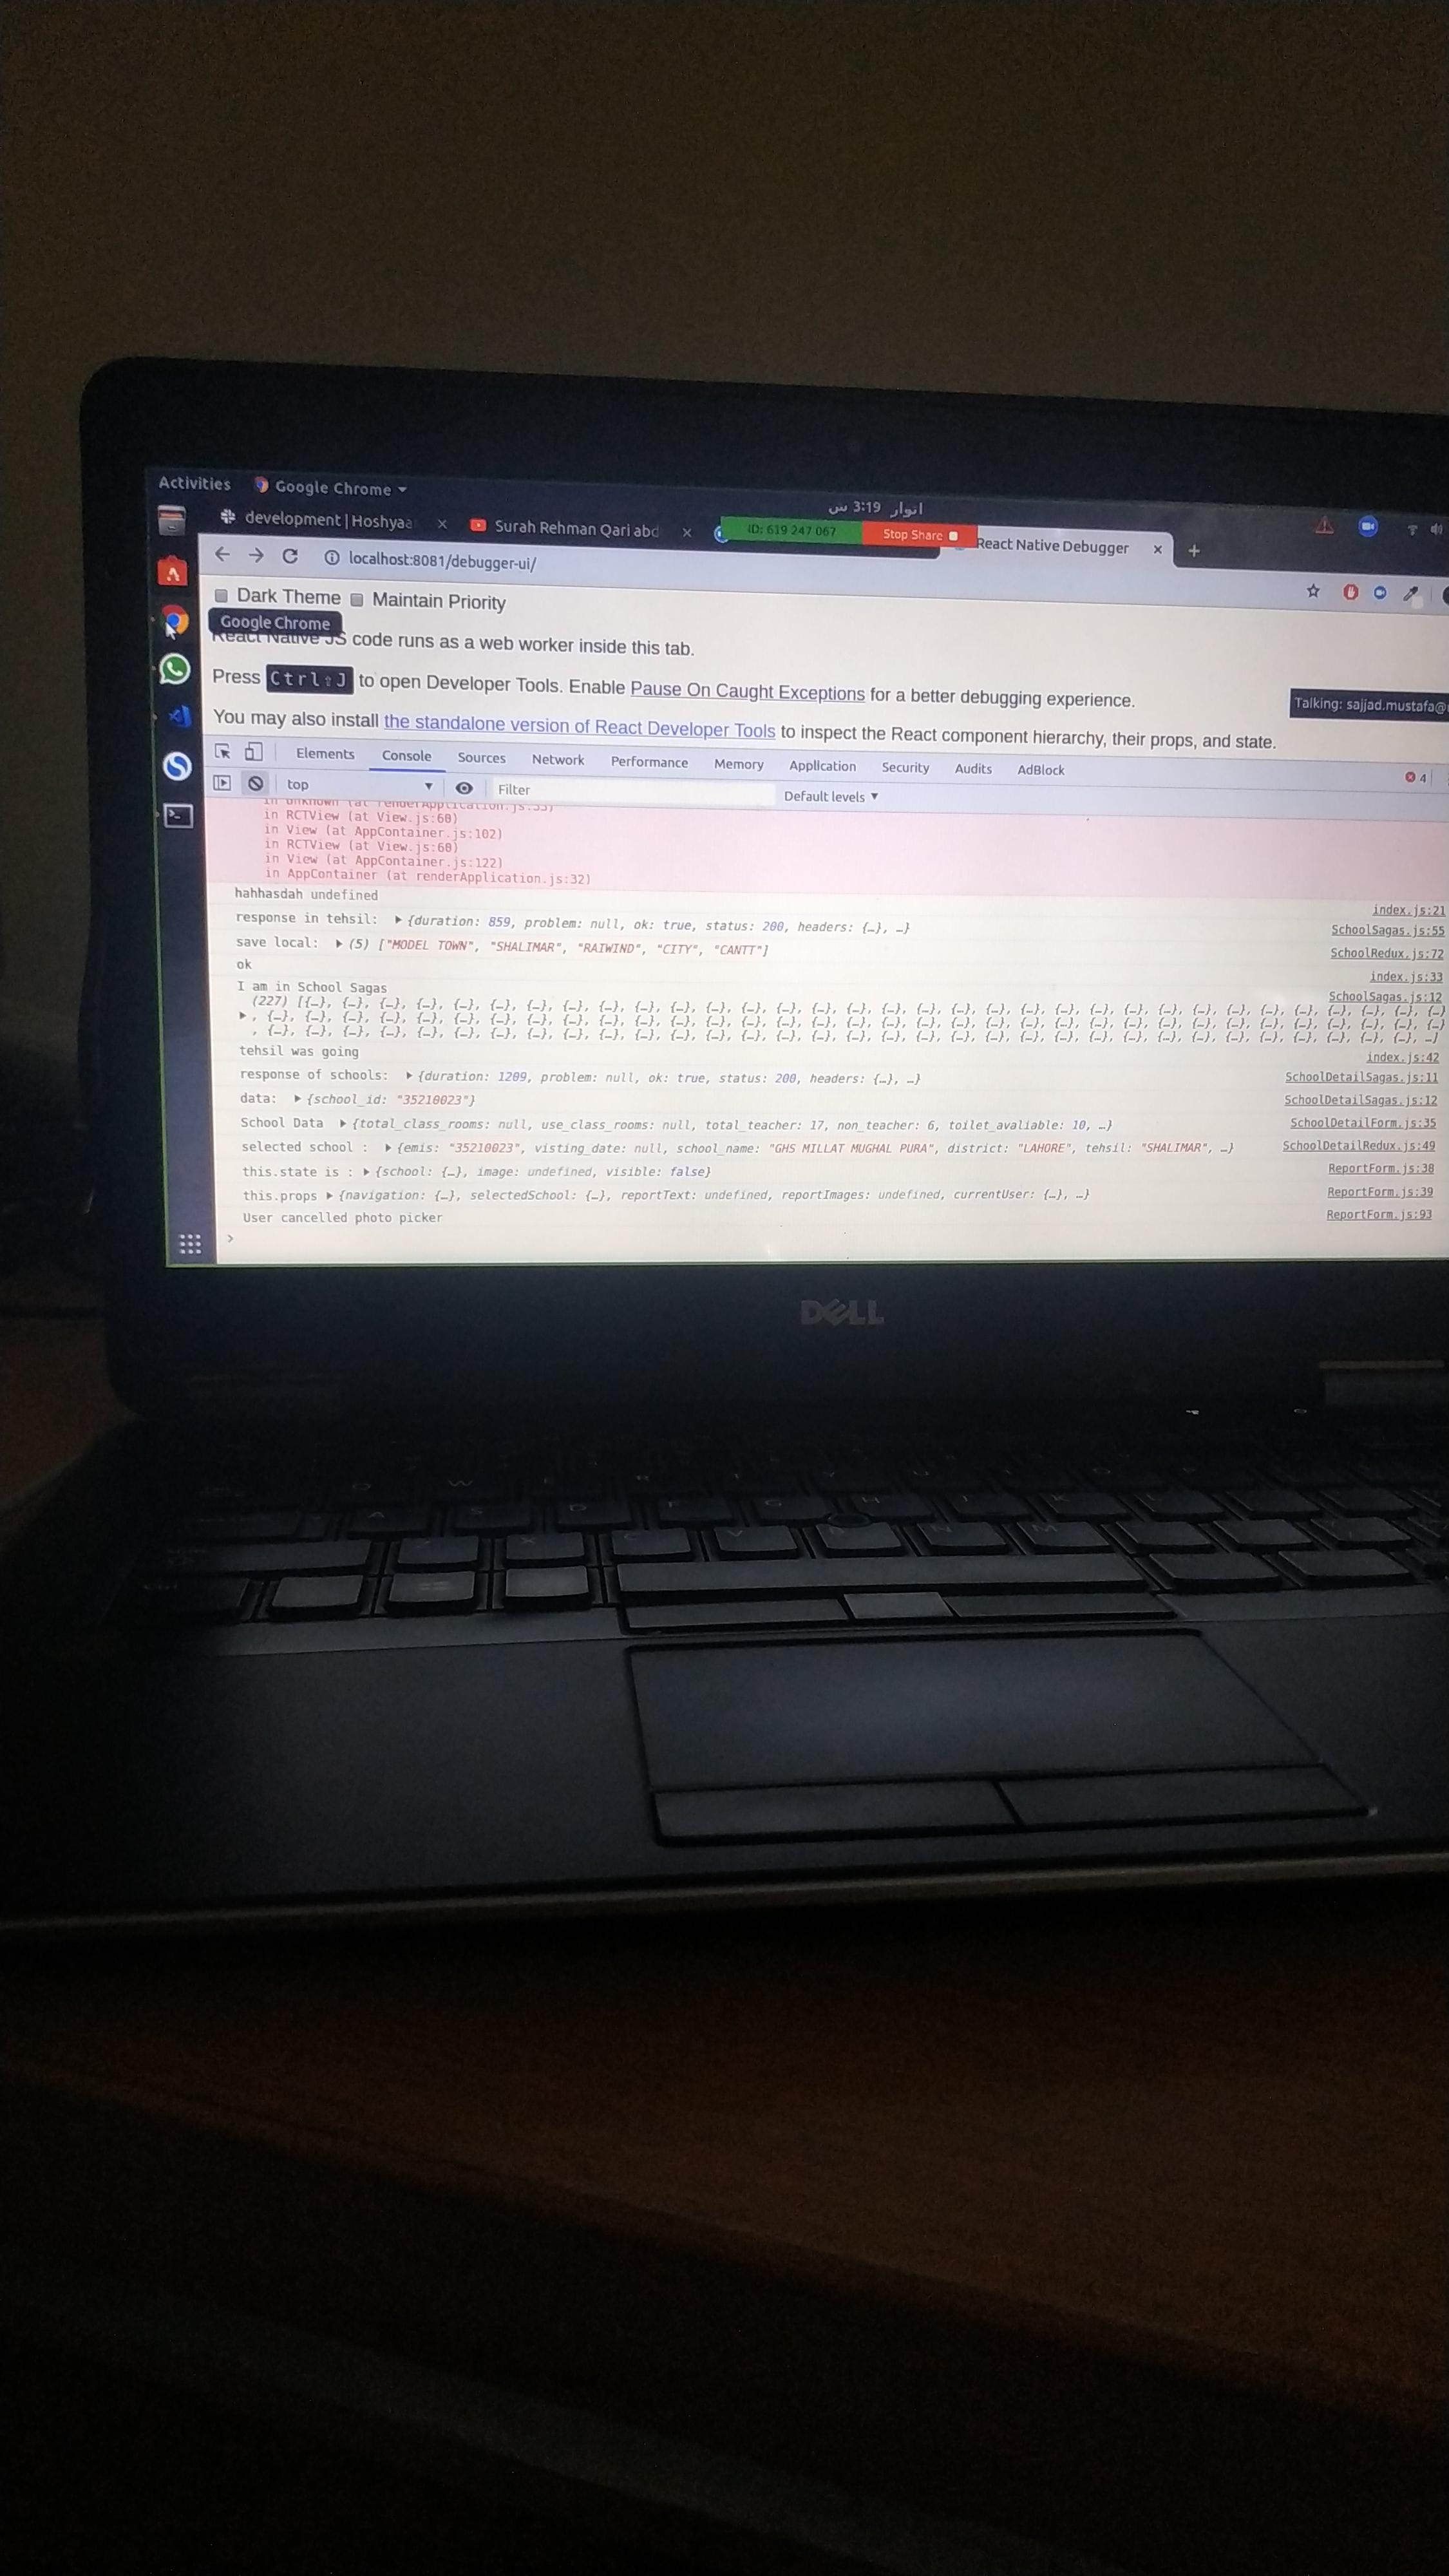 Activities Google Chrome
انوار 3:19 س
development | Hoshyaa
Surah Rehman Qari abd
ID: 619 247 067
Stop Share
React Native Debugger
localhost:8081/debugger-ui/
Dark Theme Maintain Priority
Google Chrome
React Native JS code runs as a web worker inside this tab.
Press Ctrl⇧J to open Developer Tools. Enable Pause On Caught Exceptions for a better debugging experience.
Talking: sajjad.mustafa@
You may also install the standalone version of React Developer Tools to inspect the React component hierarchy, their props, and state.
Elements Console Sources Network Performance Memory Application Security Audits AdBlock
4
top Filter Default levels
in Unknown (at renderApplication.js:33)
in RCTView (at View.js:60)
in View (at AppContainer.js:102)
in RCTView (at View.js:60)
in View (at AppContainer.js:122)
in AppContainer (at renderApplication.js:32)
hahhasdah undefined index.js:21
response in tehsil: ▶{duration: 859, problem: null, ok: true, status: 200, headers: {…}, …} SchoolSagas.js:55
save local: ▶(5) ["MODEL TOWN", "SHALIMAR", "RAIWIND", "CITY", "CANTT"] SchoolRedux.js:72
ok index.js:33
I am in School Sagas SchoolSagas.js:12
(227) [{…}, {…}, {…}, {…}, {…}, {…}, {…}, {…}, {…}, {…}, {…}, {…}, {…}, {…}, {…}, {…}, {…}, {…}, {…}, {…}, {…}, {…}, {…}, {…}, {…}, {…}, {…}, {…}, {…}, {…}, {…}, {…}
▶, {…}, {…}, {…}, {…}, {…}, {…}, {…}, {…}, {…}, {…}, {…}, {…}, {…}, {…}, {…}, {…}, {…}, {…}, {…}, {…}, {…}, {…}, {…}, {…}, {…}, {…}, {…}, {…}, {…}, {…}, {…}, {…}, {…}
, {…}, {…}, {…}, {…}, {…}, {…}, {…}, {…}, {…}, {…}, {…}, {…}, {…}, {…}, {…}, {…}, {…}, {…}, {…}, {…}, {…}, {…}, {…}, {…}, {…}, {…}, {…}, {…}, {…}, {…}, {…}, {…}, …]
tehsil was going index.js:42
response of schools: ▶{duration: 1209, problem: null, ok: true, status: 200, headers: {…}, …} SchoolDetailSagas.js:11
data: ▶{school_id: "35210023"} SchoolDetailSagas.js:12
School Data ▶{total_class_rooms: null, use_class_rooms: null, total_teacher: 17, non_teacher: 6, toilet_avaliable: 10, …} SchoolDetailForm.js:35
selected school : ▶{emis: "35210023", visting_date: null, school_name: "GHS MILLAT MUGHAL PURA", district: "LAHORE", tehsil: "SHALIMAR", …} SchoolDetailRedux.js:49
this.state is : ▶{school: {…}, image: undefined, visible: false} ReportForm.js:38
this.props ▶{navigation: {…}, selectedSchool: {…}, reportText: undefined, reportImages: undefined, currentUser: {…}, …} ReportForm.js:39
User cancelled photo picker ReportForm.js:93
DELL